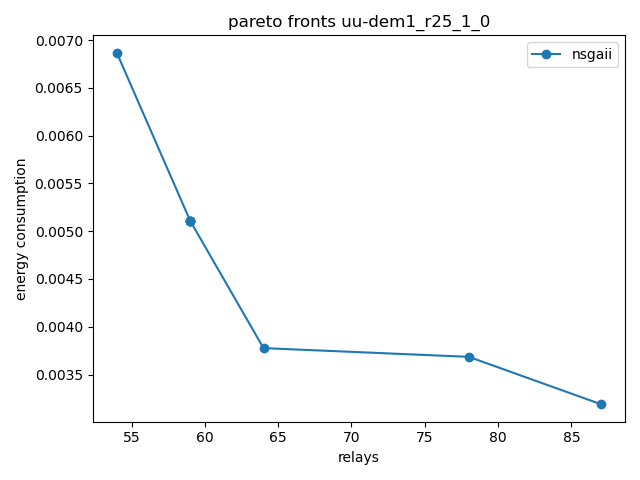 pareto fronts uu-dem1_r25_1_0
nsgaii
0.0070
0.0065
0.0060
0.0055
0.0050
0.0045
0.0040
0.0035
energy consumption
55 60 65 70 75 80 85
relays